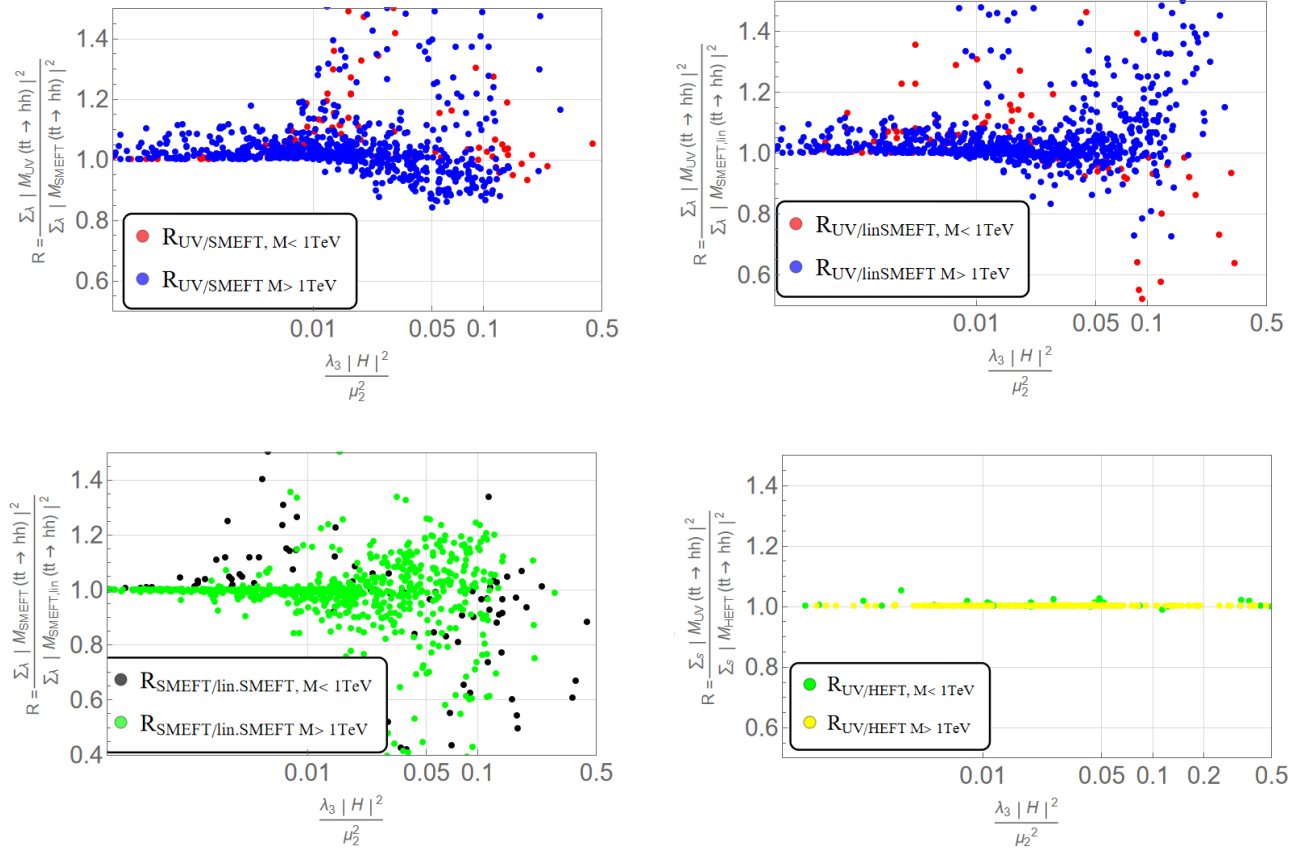 R = Σλ | MUV (tt → hh) |² / Σλ | MSMEFT (tt → hh) |²
1.4
1.2
1.0
0.8
0.6
RUV/SMEFT, M< 1TeV
RUV/SMEFT M> 1TeV
0.01
0.05
0.1
0.5
λ3 | H |² / μ2²
R = Σλ | MUV (tt → hh) |² / Σλ | MSMEFT,lin (tt → hh) |²
1.4
1.2
1.0
0.8
0.6
RUV/linSMEFT, M< 1TeV
RUV/linSMEFT M> 1TeV
0.01
0.05
0.1
0.5
λ3 | H |² / μ2²
R = Σλ | MSMEFT (tt → hh) |² / Σλ | MSMEFT,lin (tt → hh) |²
1.4
1.2
1.0
0.8
0.6
0.4
RSMEFT/lin.SMEFT, M< 1TeV
RSMEFT/lin.SMEFT M> 1TeV
0.01
0.05
0.1
0.5
λ3 | H |² / μ2²
R = Σs | MUV (tt → hh) |² / Σs | MHEFT (tt → hh) |²
1.4
1.2
1.0
0.8
0.6
RUV/HEFT, M< 1TeV
RUV/HEFT M> 1TeV
0.01
0.05
0.1
0.2
0.5
λ3 | H |² / μ2²